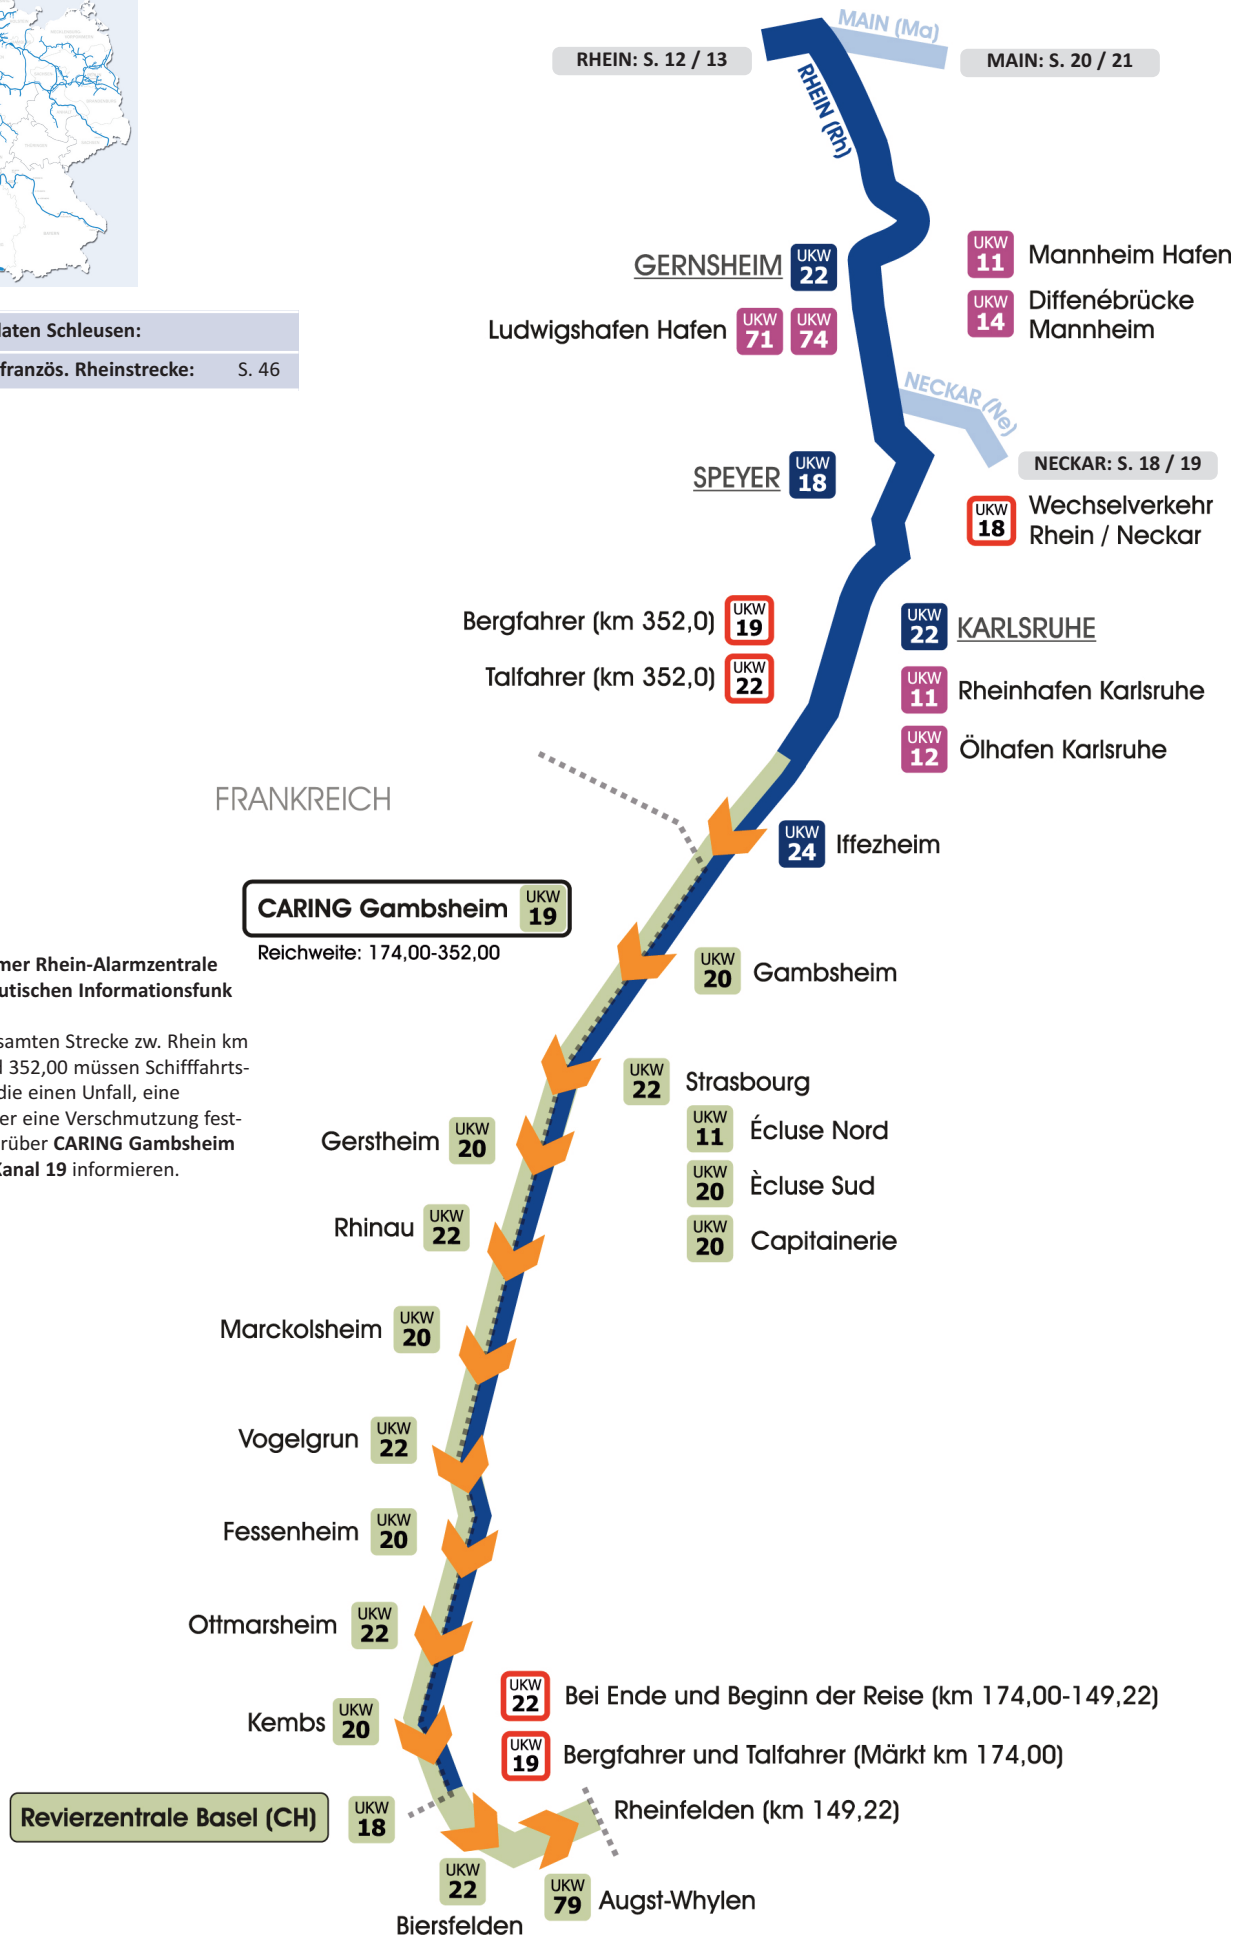 MAIN (Ma)
RHEIN: S. 12 / 13
MAIN: S. 20 / 21
RHEIN (Rh)
GERNSHEIM UKW 22
UKW 11 Mannheim Hafen
Ludwigshafen Hafen UKW 71 UKW 74
UKW 14 Diffenébrücke
Mannheim
laten Schleusen:
französ. Rheinstrecke: S. 46
NECKAR (Ne)
NECKAR: S. 18 / 19
SPEYER UKW 18
UKW 18 Wechselverkehr
Rhein / Neckar
Bergfahrer (km 352,0) UKW 19
Talfahrer (km 352,0) UKW 22
UKW 22 KARLSRUHE
UKW 11 Rheinhafen Karlsruhe
UKW 12 Ölhafen Karlsruhe
FRANKREICH
UKW 24 Iffezheim
CARING Gambsheim UKW 19
Reichweite: 174,00-352,00
UKW 20 Gambsheim
mer Rhein-Alarmzentrale
utischen Informationsfunk
samten Strecke zw. Rhein km
l 352,00 müssen Schifffahrts-
die einen Unfall, eine
er eine Verschmutzung fest-
rüber CARING Gambsheim
Kanal 19 informieren.
UKW 22 Strasbourg
UKW 11 Écluse Nord
UKW 20 Ècluse Sud
UKW 20 Capitainerie
Gerstheim UKW 20
Rhinau UKW 22
Marckolsheim UKW 20
Vogelgrun UKW 22
Fessenheim UKW 20
Ottmarsheim UKW 22
Kembs UKW 20
UKW 22 Bei Ende und Beginn der Reise (km 174,00-149,22)
UKW 19 Bergfahrer und Talfahrer (Märkt km 174,00)
Revierzentrale Basel (CH) UKW 18
Rheinfelden (km 149,22)
UKW 22
Biersfelden
UKW 79 Augst-Whylen